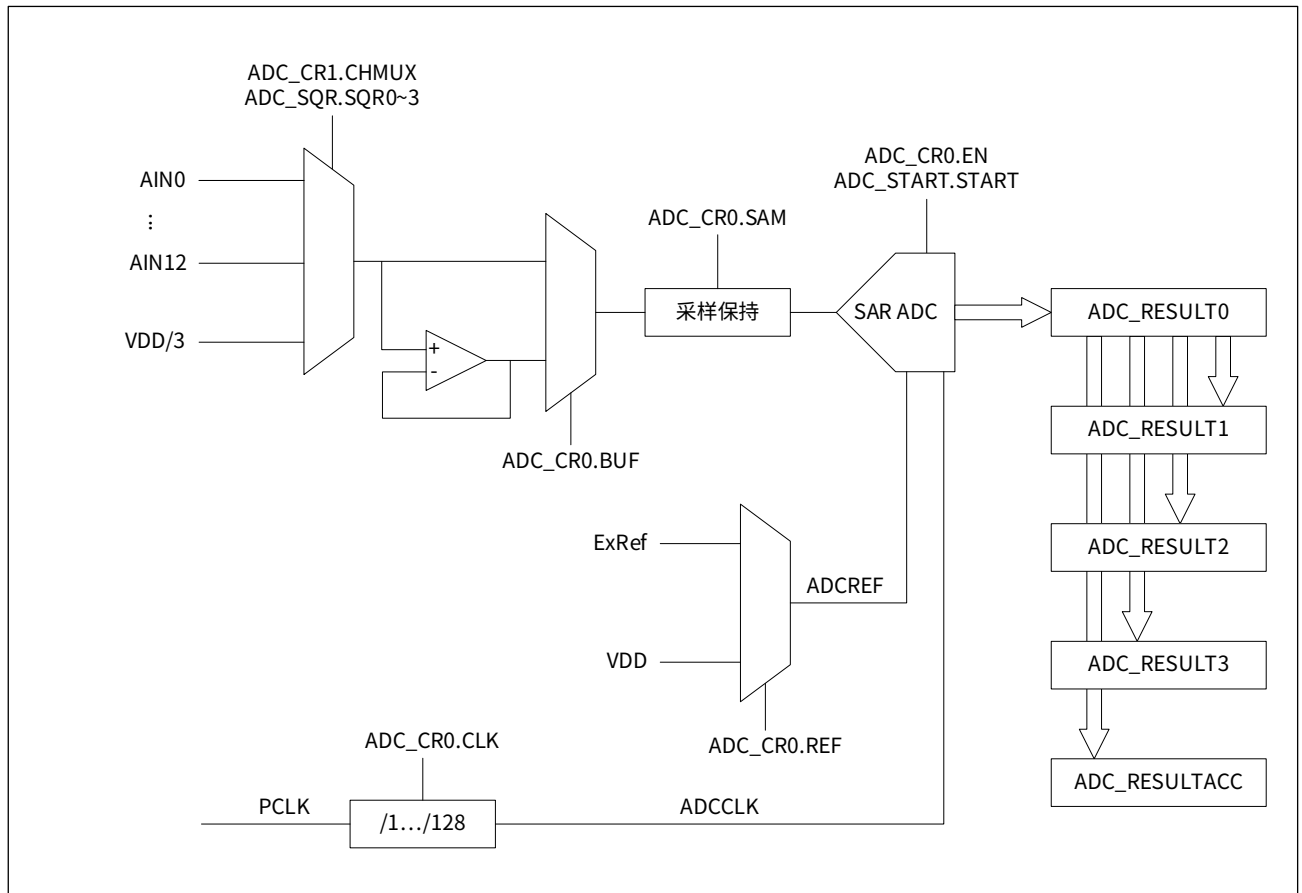 ADC_CR1.CHMUX
ADC_SQR.SQR0~3
AIN0
⋮
AIN12
VDD/3
+
-
ADC_CR0.BUF
ADC_CR0.SAM
采样保持
ADC_CR0.EN
ADC_START.START
SAR ADC
ADC_RESULT0
ADC_RESULT1
ADC_RESULT2
ADC_RESULT3
ADC_RESULTACC
ExRef
VDD
ADCREF
ADC_CR0.REF
ADC_CR0.CLK
PCLK
/1…/128
ADCCLK